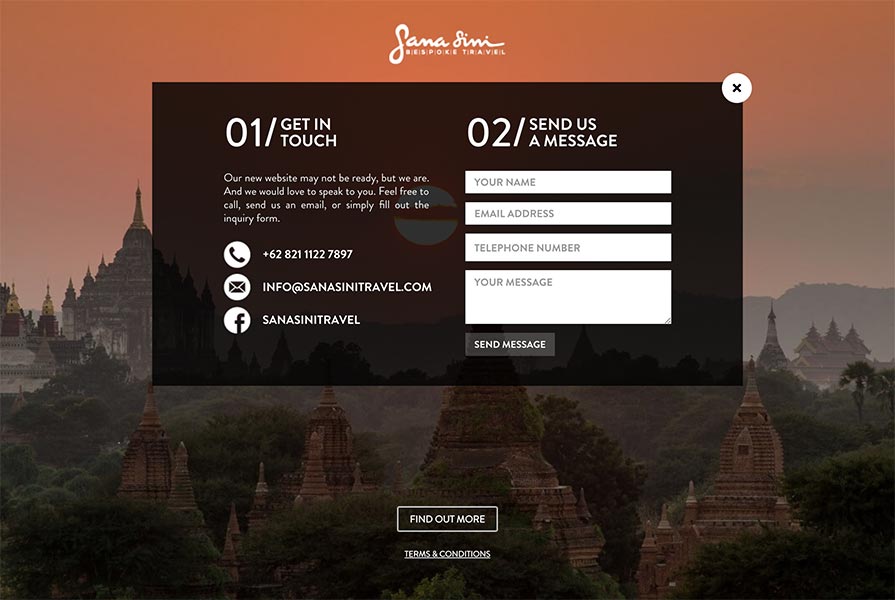 Sana Sini
BESPOKE TRAVEL
01/ GET IN
TOUCH
Our new website may not be ready, but we are.
And we would love to speak to you. Feel free to
call, send us an email, or simply fill out the
inquiry form.
+62 821 1122 7897
INFO@SANASINITRAVEL.COM
SANASINITRAVEL
02/ SEND US
A MESSAGE
YOUR NAME
EMAIL ADDRESS
TELEPHONE NUMBER
YOUR MESSAGE
SEND MESSAGE
FIND OUT MORE
TERMS & CONDITIONS